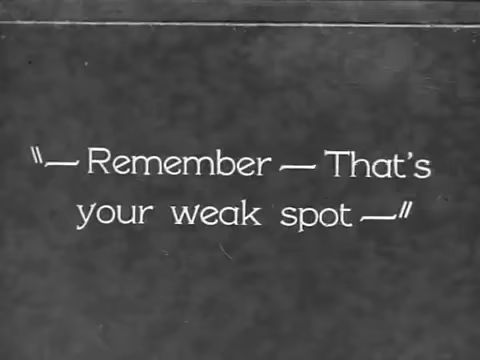 "— Remember — That's
your weak spot —"